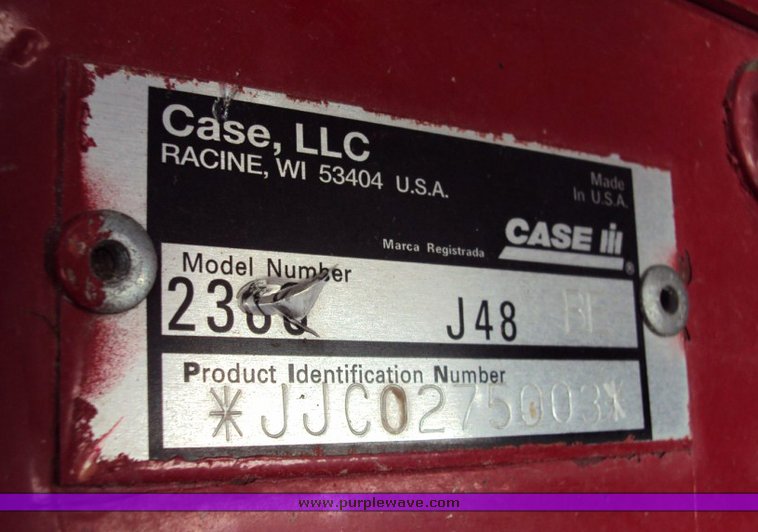 Case, LLC
RACINE, WI 53404 U.S.A.
Made
In U.S.A.
Marca Registrada
CASE IH
®
Model Number
J48
Product Identification Number
*JJC0275003*
www.purplewave.com